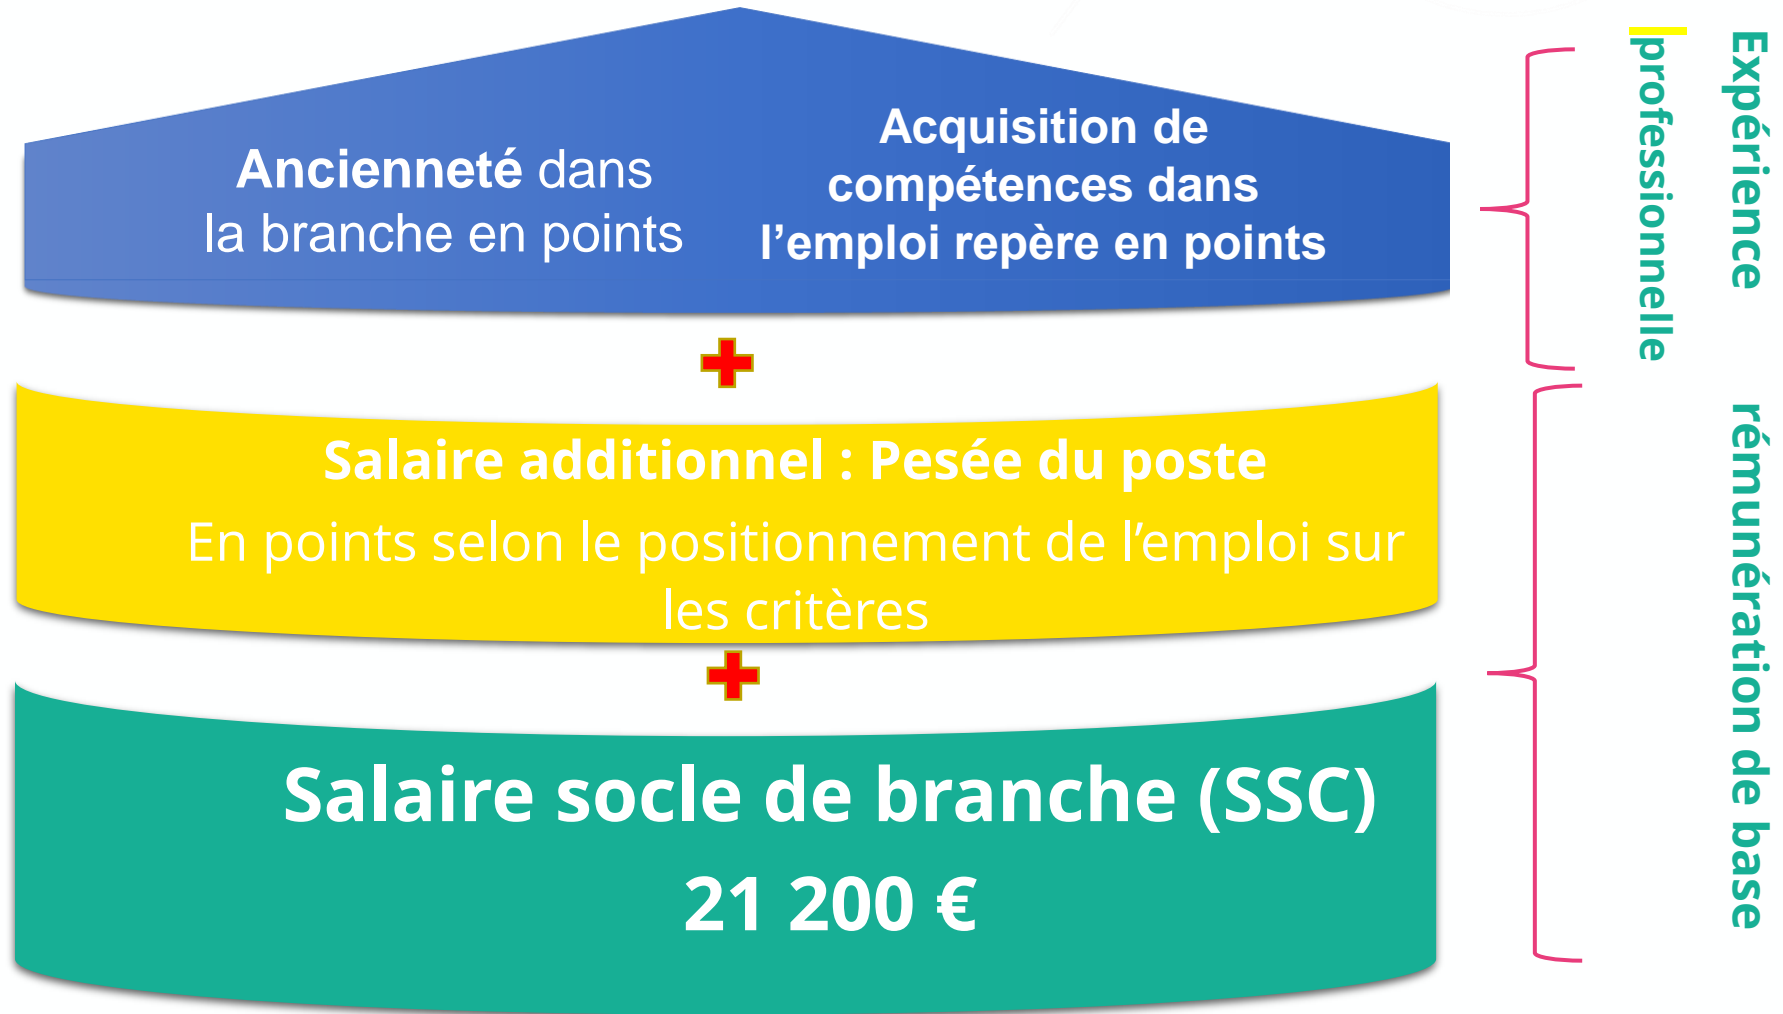 Ancienneté dans
la branche en points
Acquisition de
compétences dans
l’emploi repère en points
Expérience
professionnelle
Salaire additionnel : Pesée du poste
En points selon le positionnement de l’emploi sur
les critères
Salaire socle de branche (SSC)
21 200 €
rémunération de base